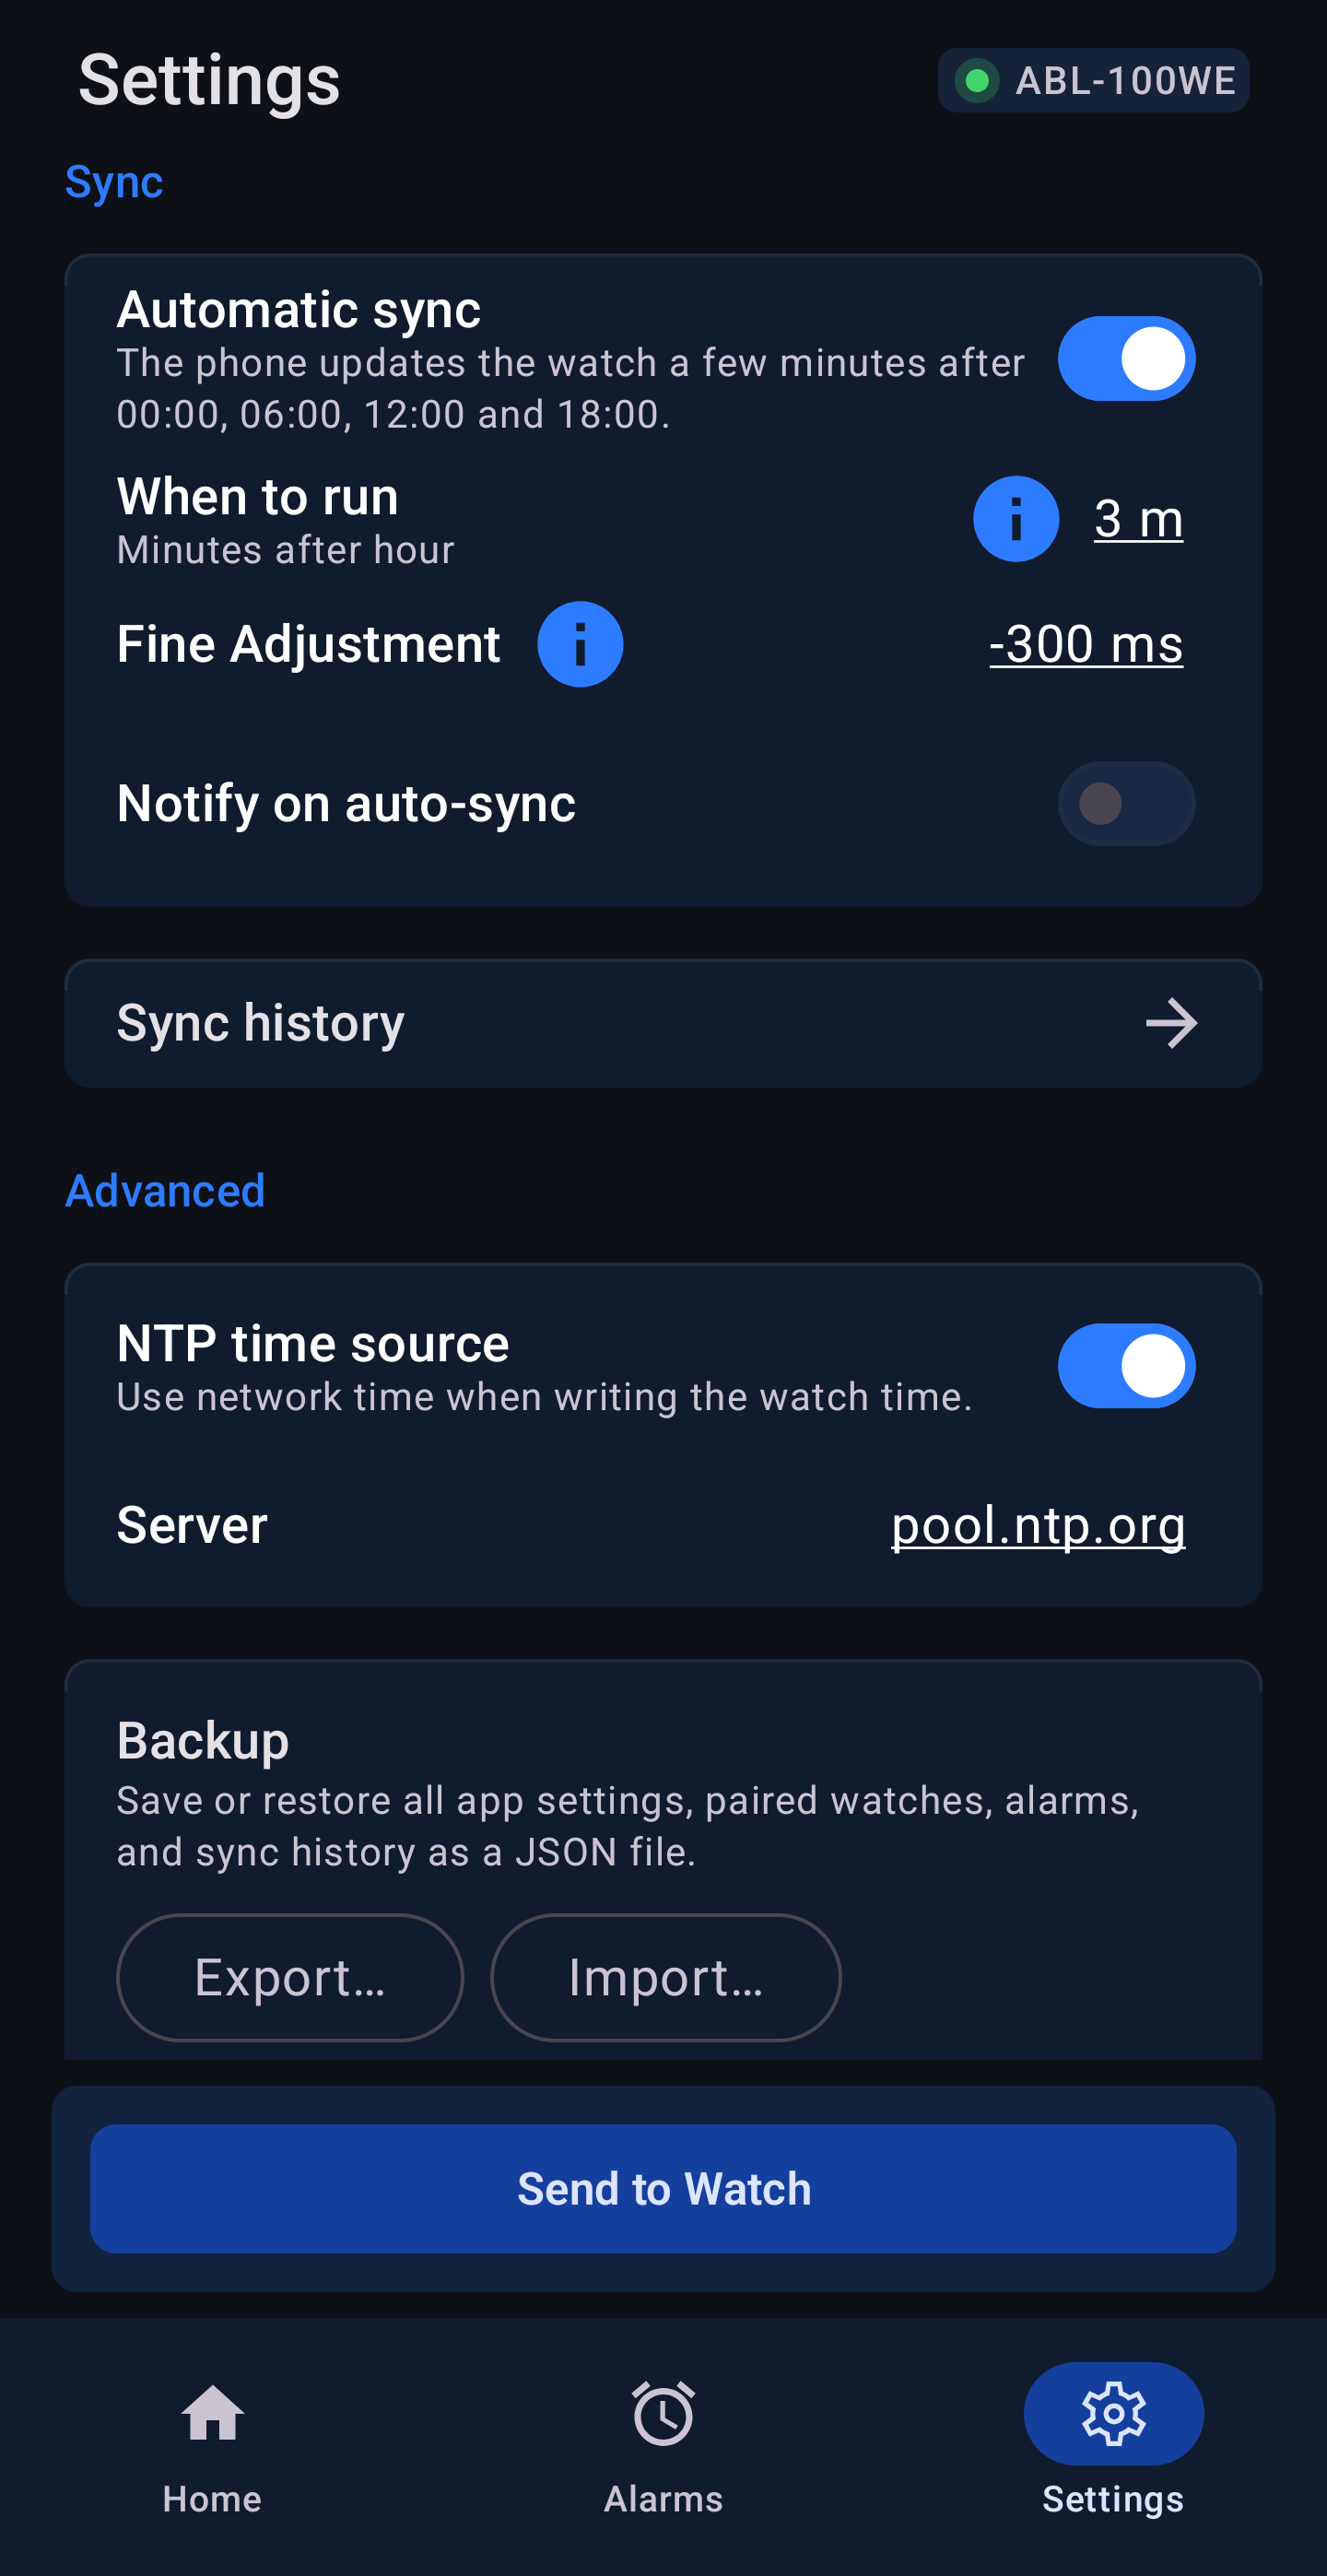 Settings
ABL-100WE
Sync
Automatic sync
The phone updates the watch a few minutes after
00:00, 06:00, 12:00 and 18:00.
When to run
Minutes after hour
3 m
Fine Adjustment
-300 ms
Notify on auto-sync
Sync history
Advanced
NTP time source
Use network time when writing the watch time.
Server
pool.ntp.org
Backup
Save or restore all app settings, paired watches, alarms,
and sync history as a JSON file.
Export…
Import…
Send to Watch
Home
Alarms
Settings